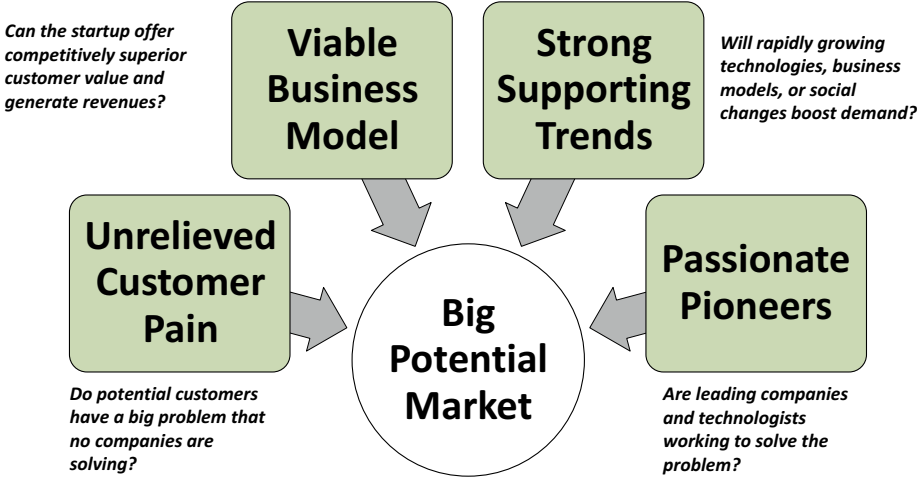 Can the startup offer
competitively superior
customer value and
generate revenues?
Viable
Business
Model
Strong
Supporting
Trends
Will rapidly growing
technologies, business
models, or social
changes boost demand?
Unrelieved
Customer
Pain
Do potential customers
have a big problem that
no companies are
solving?
Big
Potential
Market
Passionate
Pioneers
Are leading companies
and technologists
working to solve the
problem?